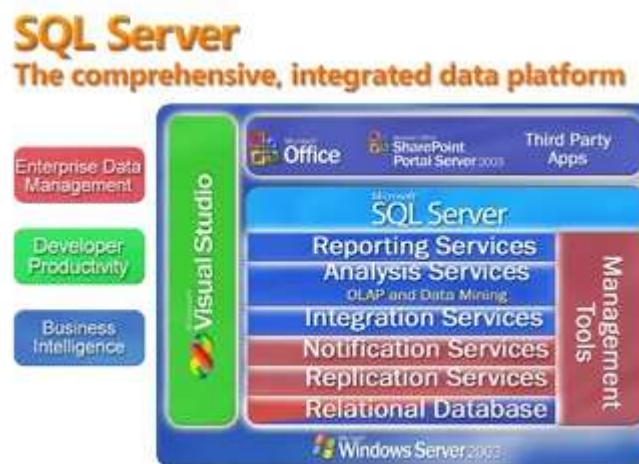 SQL Server
The comprehensive, integrated data platform
Enterprise Data
Management
Developer
Productivity
Business
Intelligence
Visual Studio
Microsoft
Office
SharePoint
Portal Server 2003
Third Party
Apps
Microsoft
SQL Server
Reporting Services
Analysis Services
OLAP and Data Mining
Integration Services
Notification Services
Replication Services
Relational Database
Management
Tools
Windows Server 2003